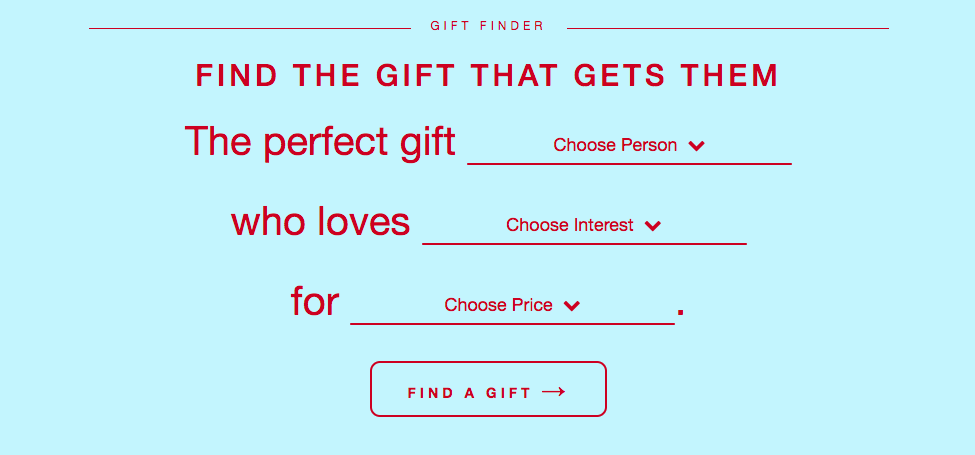 GIFT FINDER
FIND THE GIFT THAT GETS THEM
The perfect gift Choose Person
who loves Choose Interest
for Choose Price .
FIND A GIFT →